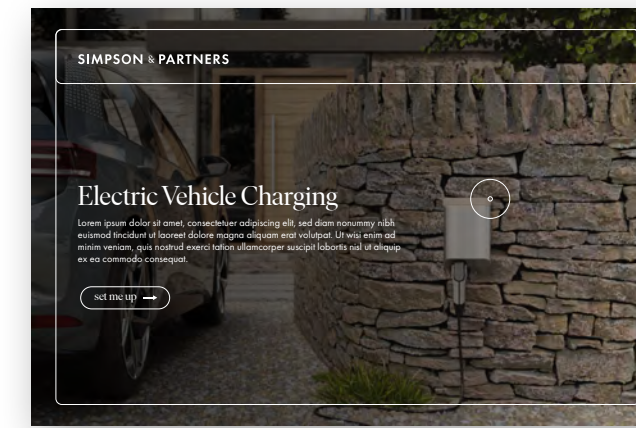 SIMPSON & PARTNERS
Electric Vehicle Charging
Lorem ipsum dolor sit amet, consectetuer adipiscing elit, sed diam nonummy nibh
euismod tincidunt ut laoreet dolore magna aliquam erat volutpat. Ut wisi enim ad
minim veniam, quis nostrud exerci tation ullamcorper suscipit lobortis nisl ut aliquip
ex ea commodo consequat.
set me up